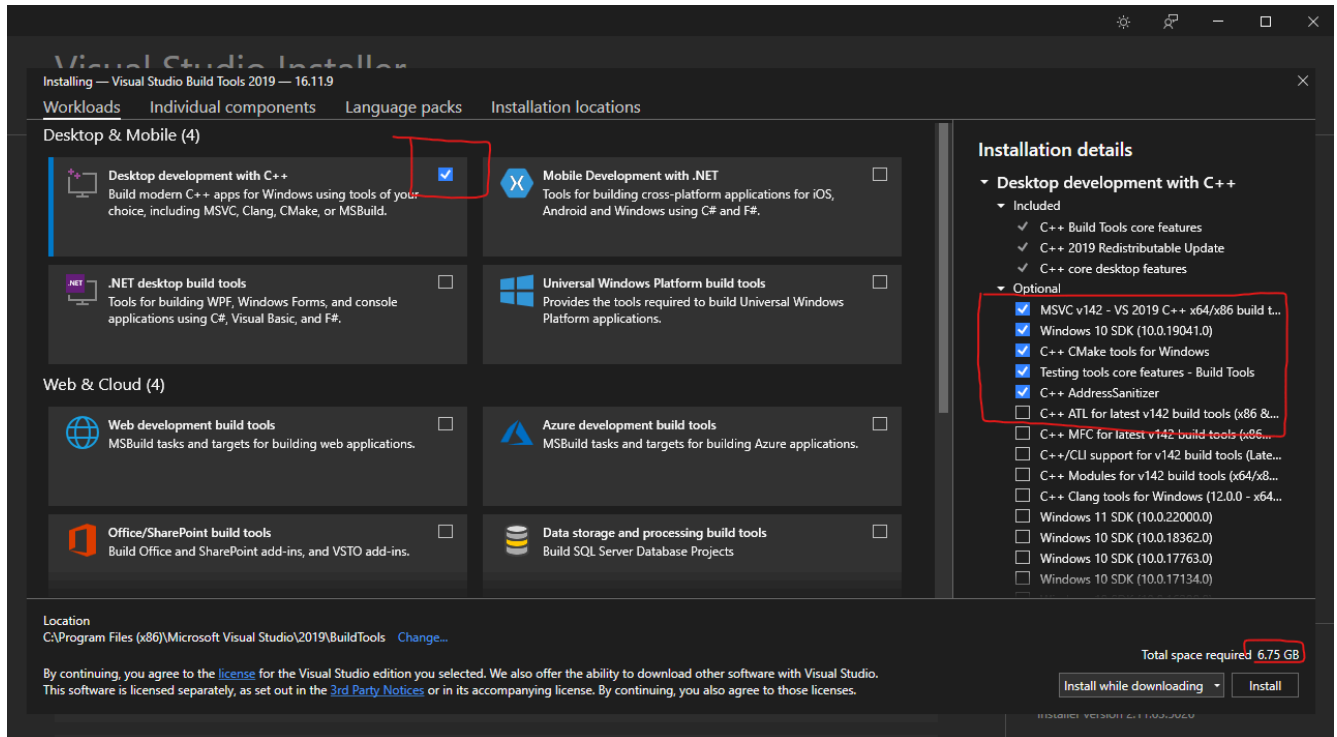 Visual Studio Installer
Installing — Visual Studio Build Tools 2019 — 16.11.9
Workloads Individual components Language packs Installation locations
Desktop & Mobile (4)
Desktop development with C++
Build modern C++ apps for Windows using tools of your
choice, including MSVC, Clang, CMake, or MSBuild.
Mobile Development with .NET
Tools for building cross-platform applications for iOS,
Android and Windows using C# and F#.
.NET
.NET desktop build tools
Tools for building WPF, Windows Forms, and console
applications using C#, Visual Basic, and F#.
Universal Windows Platform build tools
Provides the tools required to build Universal Windows
Platform applications.
Web & Cloud (4)
Web development build tools
MSBuild tasks and targets for building web applications.
Azure development build tools
MSBuild tasks and targets for building Azure applications.
Office/SharePoint build tools
Build Office and SharePoint add-ins, and VSTO add-ins.
Data storage and processing build tools
Build SQL Server Database Projects
Installation details
Desktop development with C++
Included
C++ Build Tools core features
C++ 2019 Redistributable Update
C++ core desktop features
Optional
MSVC v142 - VS 2019 C++ x64/x86 build t...
Windows 10 SDK (10.0.19041.0)
C++ CMake tools for Windows
Testing tools core features - Build Tools
C++ AddressSanitizer
C++ ATL for latest v142 build tools (x86 &...
C++ MFC for latest v142 build tools (x86...
C++/CLI support for v142 build tools (Late...
C++ Modules for v142 build tools (x64/x8...
C++ Clang tools for Windows (12.0.0 - x64...
Windows 11 SDK (10.0.22000.0)
Windows 10 SDK (10.0.18362.0)
Windows 10 SDK (10.0.17763.0)
Windows 10 SDK (10.0.17134.0)
Location
C:\Program Files (x86)\Microsoft Visual Studio\2019\BuildTools Change...
By continuing, you agree to the license for the Visual Studio edition you selected. We also offer the ability to download other software with Visual Studio.
This software is licensed separately, as set out in the 3rd Party Notices or in its accompanying license. By continuing, you also agree to those licenses.
Total space required 6.75 GB
Install while downloading Install